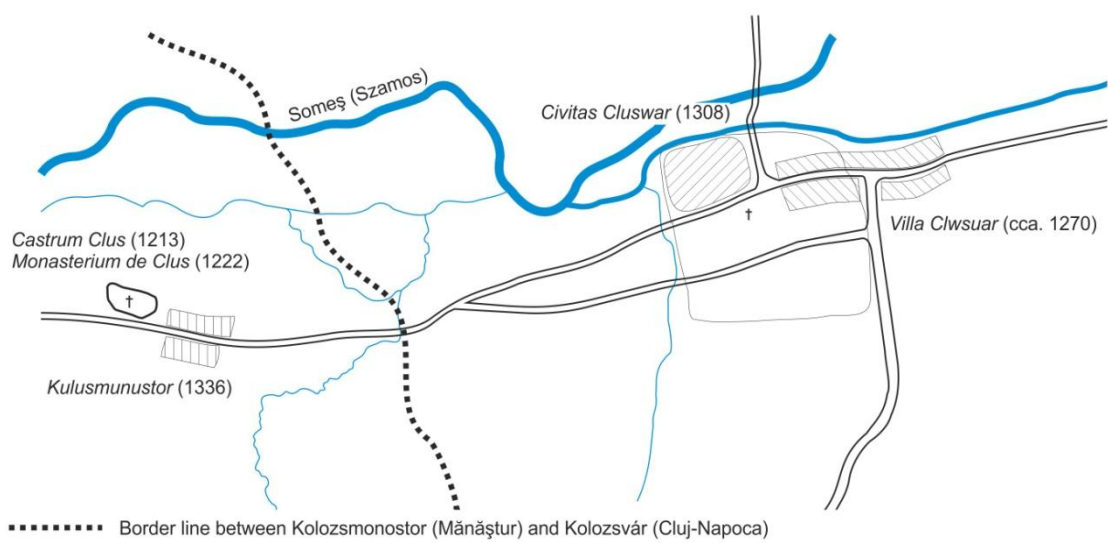 Someş (Szamos)
Civitas Cluswar (1308)
Castrum Clus (1213)
Monasterium de Clus (1222)
Villa Clwsuar (cca. 1270)
Kulusmunustor (1336)
Border line between Kolozsmonostor (Mănăştur) and Kolozsvár (Cluj-Napoca)